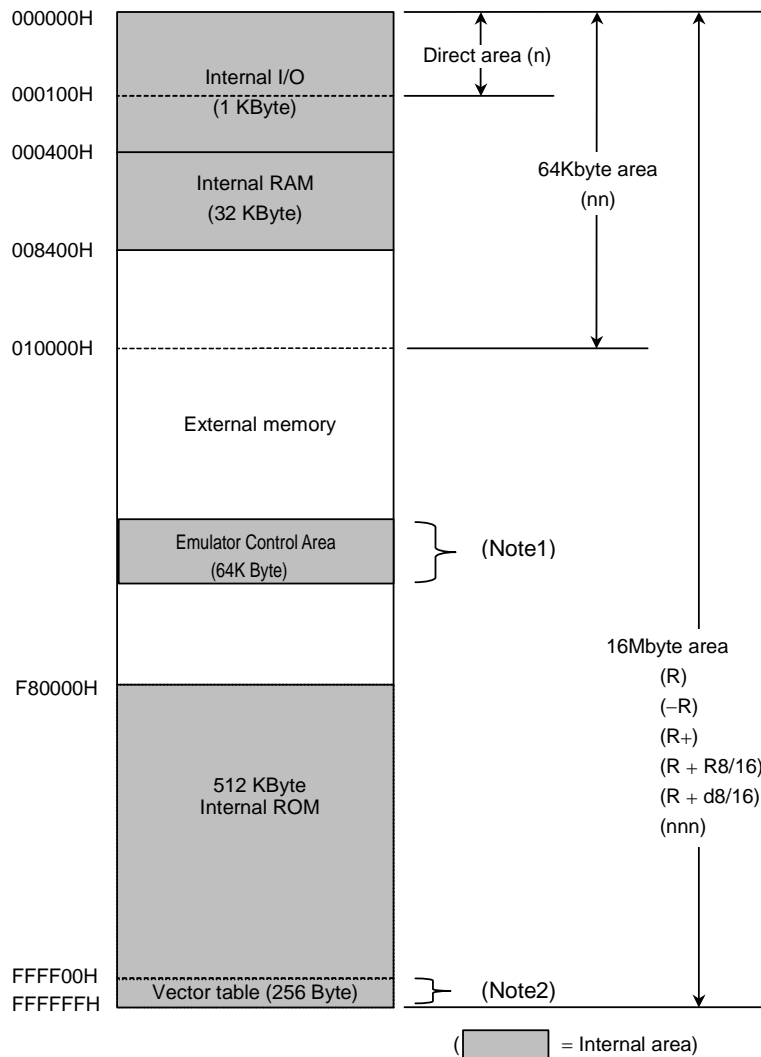 000000H
Direct area (n)
Internal I/O
000100H
(1 KByte)
000400H
64Kbyte area
Internal RAM
(nn)
(32 KByte)
008400H
010000H
External memory
Emulator Control Area
(Note1)
(64K Byte)
16Mbyte area
(R)
F80000H
(−R)
(R+)
(R + R8/16)
512 KByte
(R + d8/16)
Internal ROM
(nnn)
FFFF00H
Vector table (256 Byte)
(Note2)
FFFFFFH
( = Internal area)